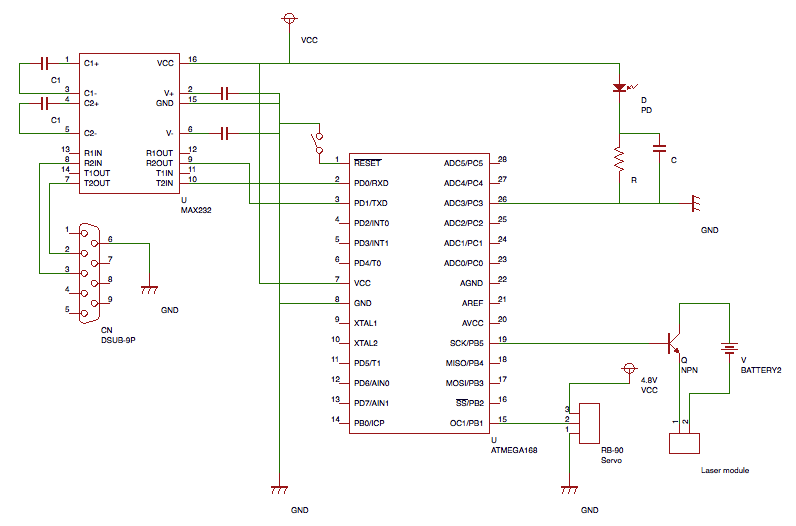 VCC
1 C1+ VCC 16
C1
3 C1- V+ 2
4 C2+ GND 15
C1
5 C2- V- 6
13 R1IN R1OUT 12
8 R2IN R2OUT 9
14 T1OUT T1IN 11
7 T2OUT T2IN 10
U
MAX232
D
PD
C
R
GND
1 RESET ADC5/PC5 28
2 PD0/RXD ADC4/PC4 27
3 PD1/TXD ADC3/PC3 26
4 PD2/INT0 ADC2/PC2 25
5 PD3/INT1 ADC1/PC1 24
6 PD4/T0 ADC0/PC0 23
7 VCC AGND 22
8 GND AREF 21
9 XTAL1 AVCC 20
10 XTAL2 SCK/PB5 19
11 PD5/T1 MISO/PB4 18
12 PD6/AIN0 MOSI/PB3 17
13 PD7/AIN1 SS/PB2 16
14 PB0/ICP OC1/PB1 15
U
ATMEGA168
1
6
2
7
3
8
4
9
5
CN
DSUB-9P
GND
Q
NPN
V
BATTERY2
4.8V
VCC
3
2
1
RB-90
Servo
1
2
Laser module
GND
GND